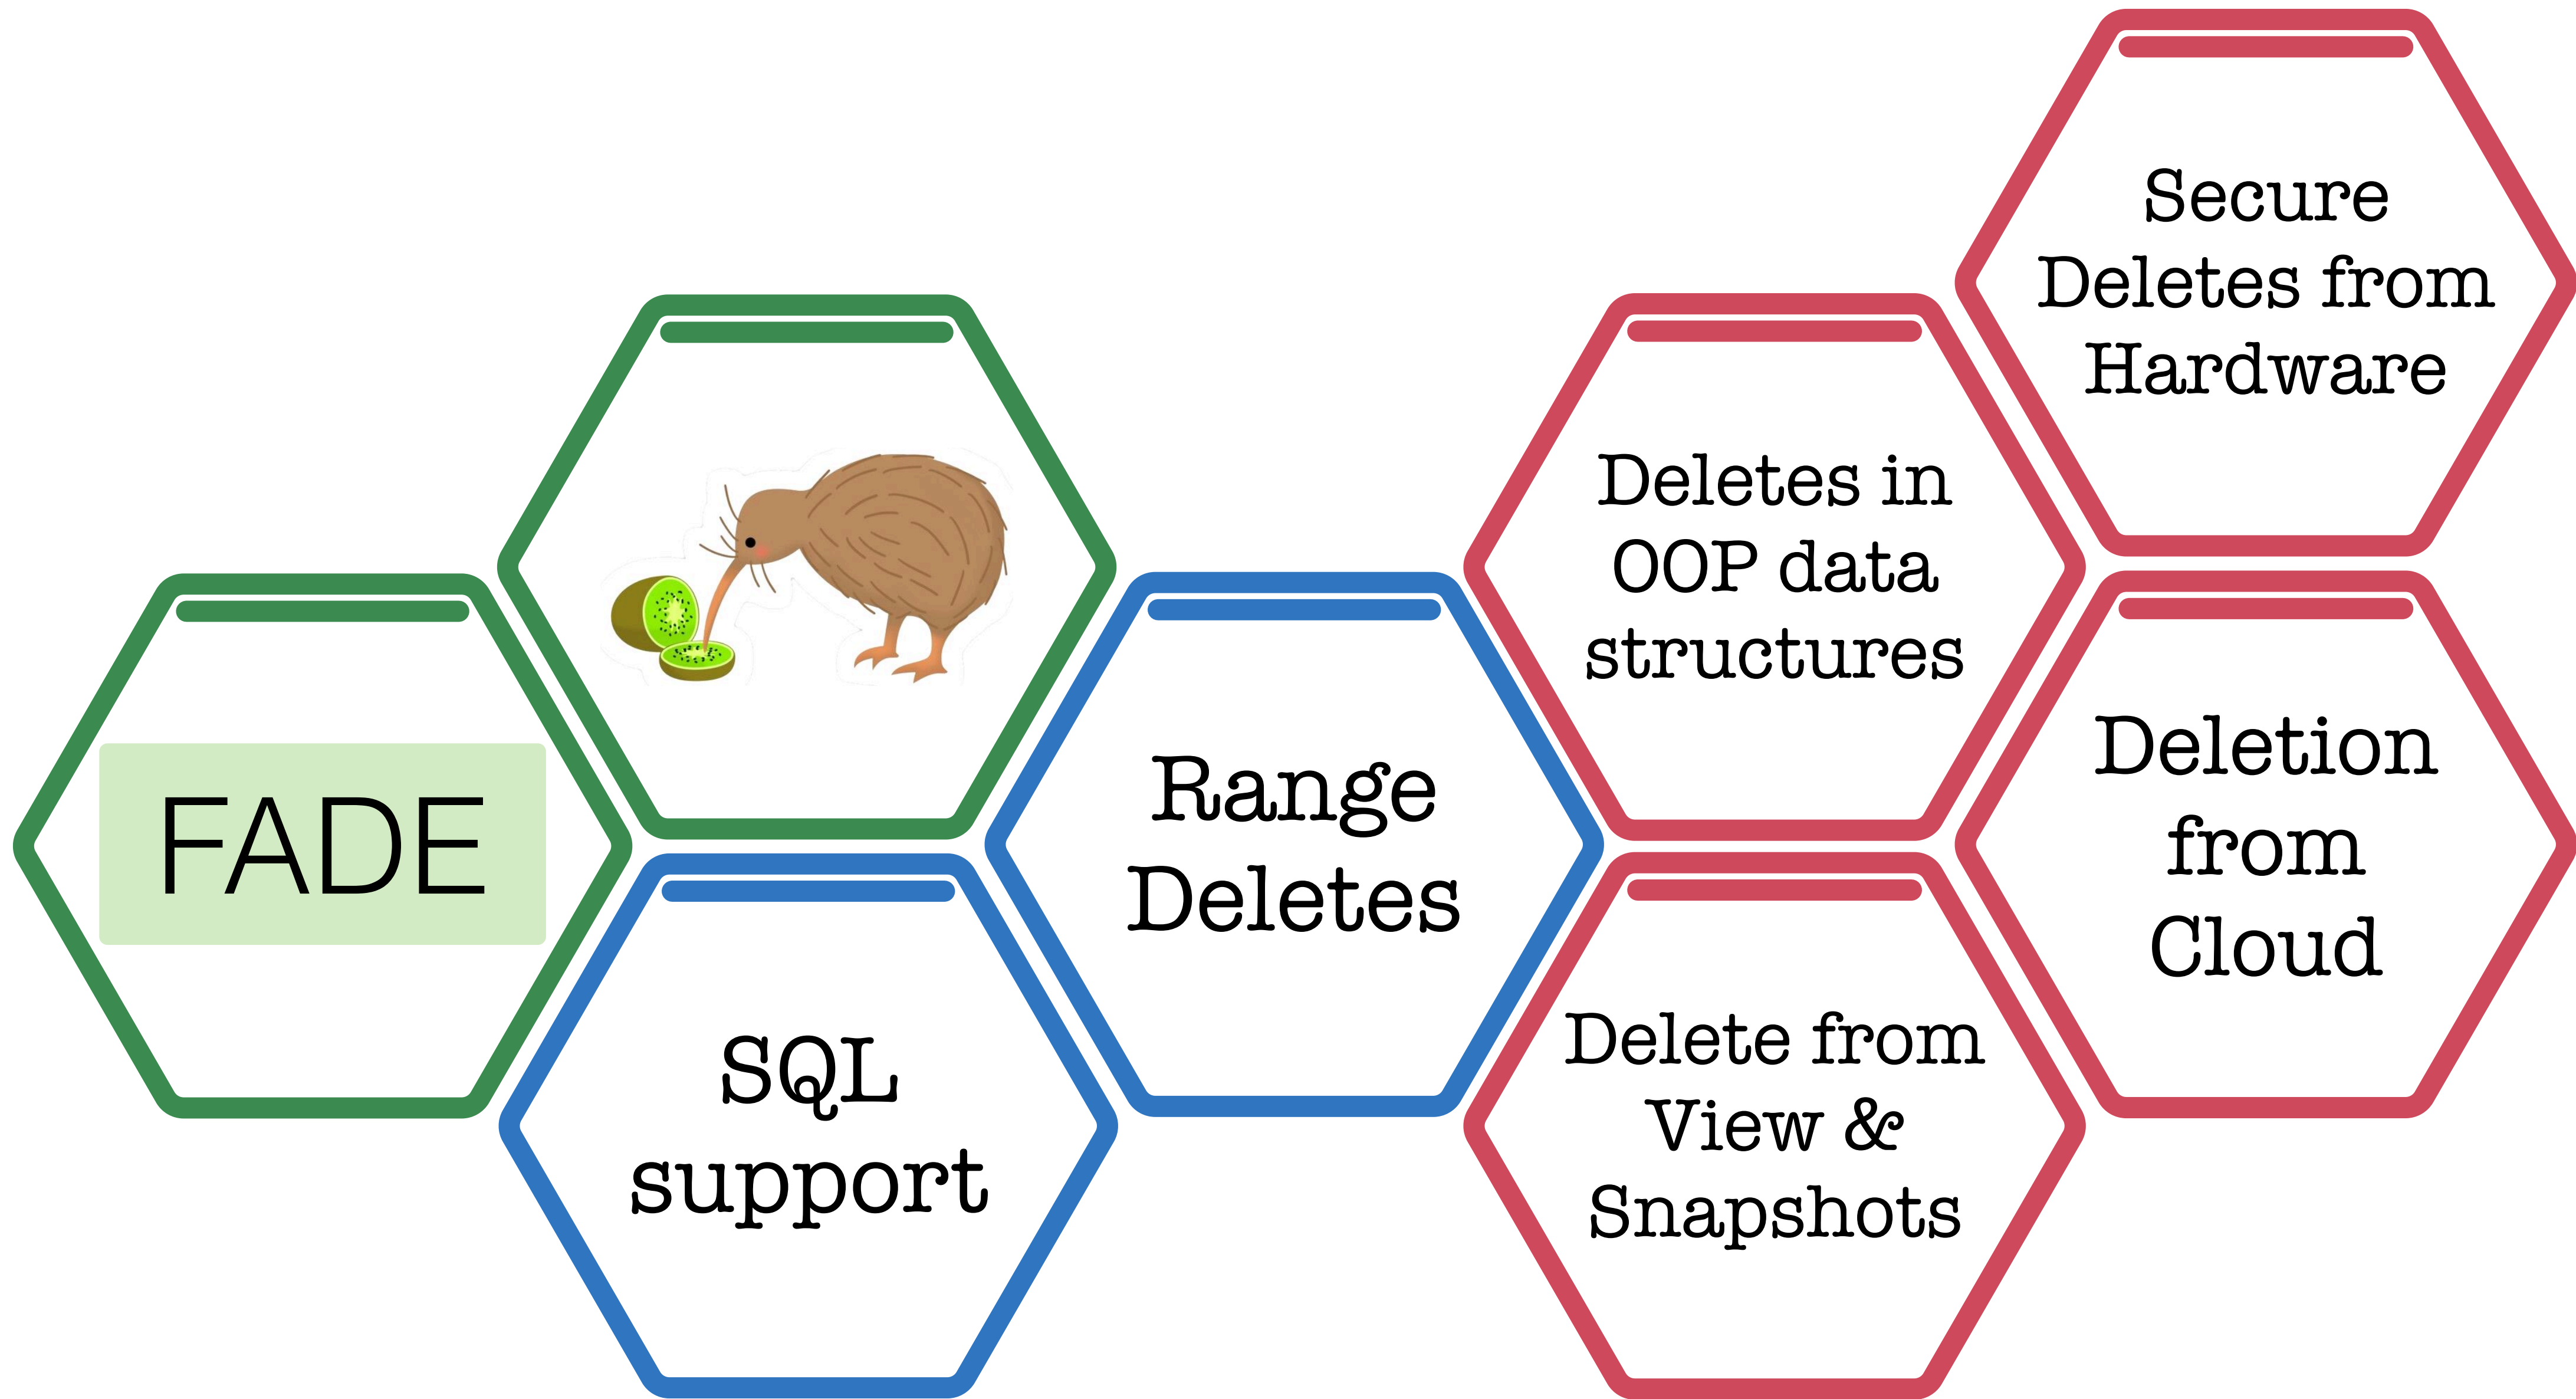 FADE
SQL
support
Range
Deletes
Deletes in
OOP data
structures
Delete from
View &
Snapshots
Secure
Deletes from
Hardware
Deletion
from
Cloud